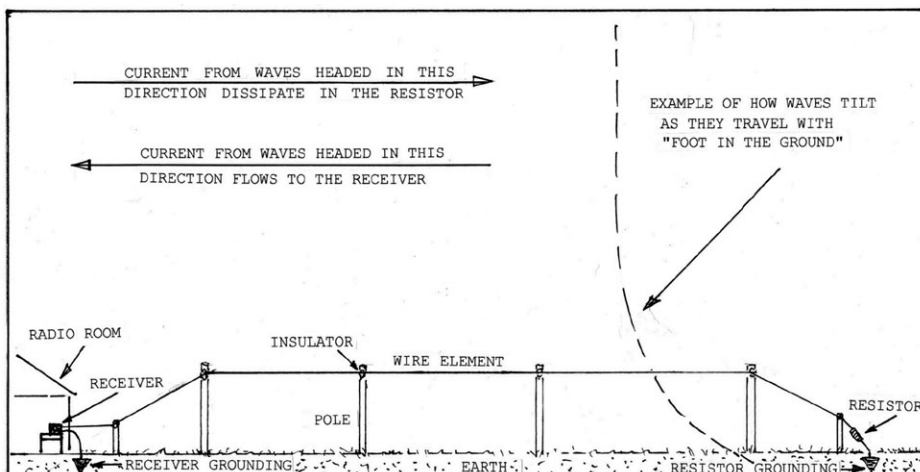 CURRENT FROM WAVES HEADED IN THIS
DIRECTION DISSIPATE IN THE RESISTOR
CURRENT FROM WAVES HEADED IN THIS
DIRECTION FLOWS TO THE RECEIVER
EXAMPLE OF HOW WAVES TILT
AS THEY TRAVEL WITH
"FOOT IN THE GROUND"
RADIO ROOM
INSULATOR
WIRE ELEMENT
RECEIVER
POLE
RESISTOR
RECEIVER GROUNDING
EARTH
RESISTOR GROUNDING